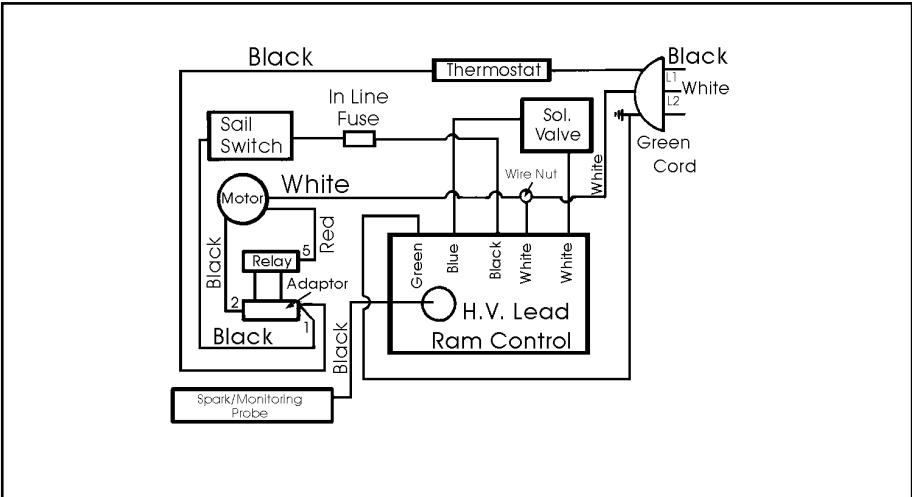 Black
Thermostat
Black
L1
White
L2
In Line
Fuse
Sol.
Valve
Sail
Switch
Green
Cord
Wire Nut
White
White
Motor
Red
Black
5
Relay
Adaptor
2
1
Black
Black
Green
Blue
Black
White
White
H.V. Lead
Ram Control
Spark/Monitoring
Probe